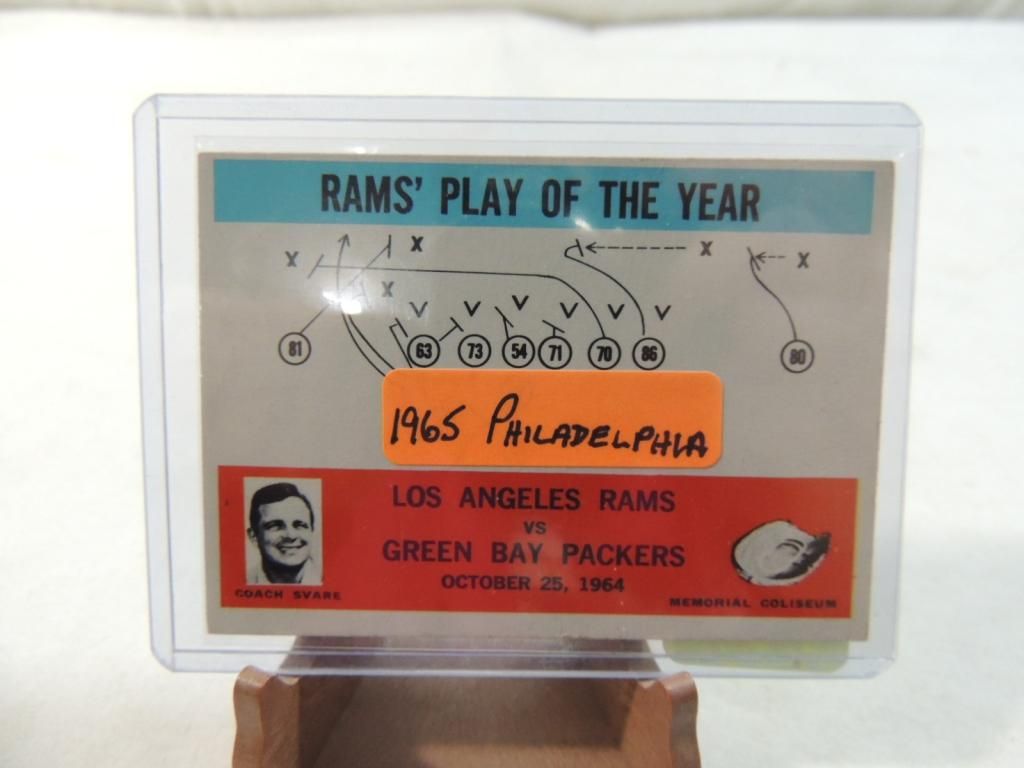 RAMS' PLAY OF THE YEAR
X X X X
X
V V V V V V
81 63 73 54 71 70 86 80
1965 PHILADELPHIA
LOS ANGELES RAMS
VS
GREEN BAY PACKERS
OCTOBER 25, 1964
COACH SVARE
MEMORIAL COLISEUM